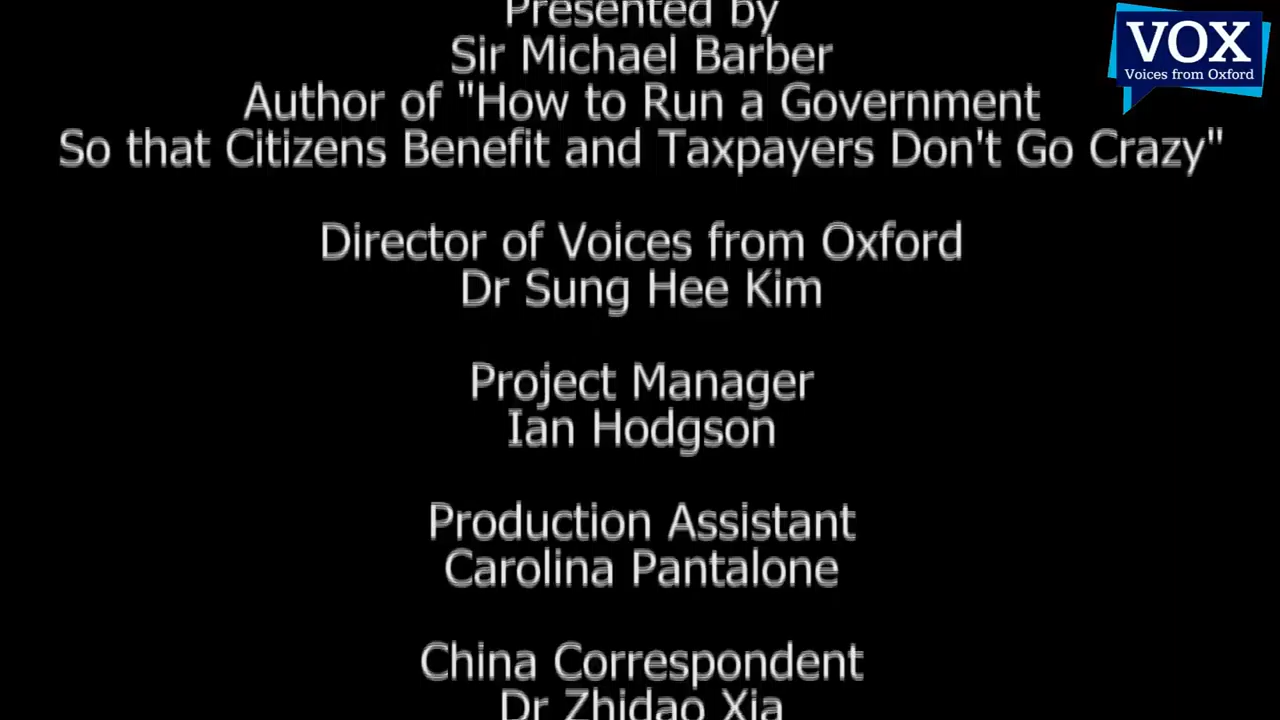 Presented by
Sir Michael Barber
Author of "How to Run a Government
So that Citizens Benefit and Taxpayers Don't Go Crazy"
Director of Voices from Oxford
Dr Sung Hee Kim
Project Manager
Ian Hodgson
Production Assistant
Carolina Pantalone
China Correspondent
Dr Zhidao Xia
VOX
Voices from Oxford